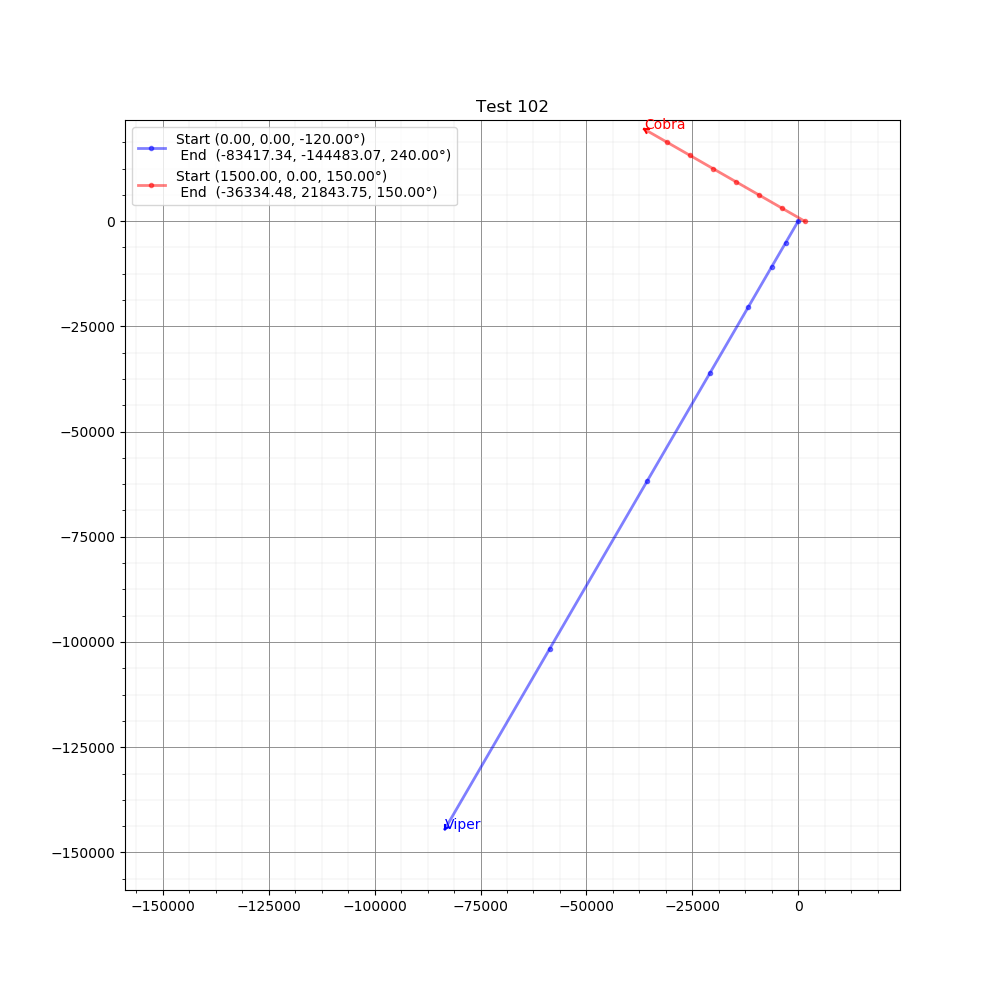 Test 102
Cobra
Start (0.00, 0.00, -120.00°)
End (-83417.34, -144483.07, 240.00°)
Start (1500.00, 0.00, 150.00°)
End (-36334.48, 21843.75, 150.00°)
0
−25000
−50000
−75000
−100000
−125000
Viper
−150000
−150000 −125000 −100000 −75000 −50000 −25000 0